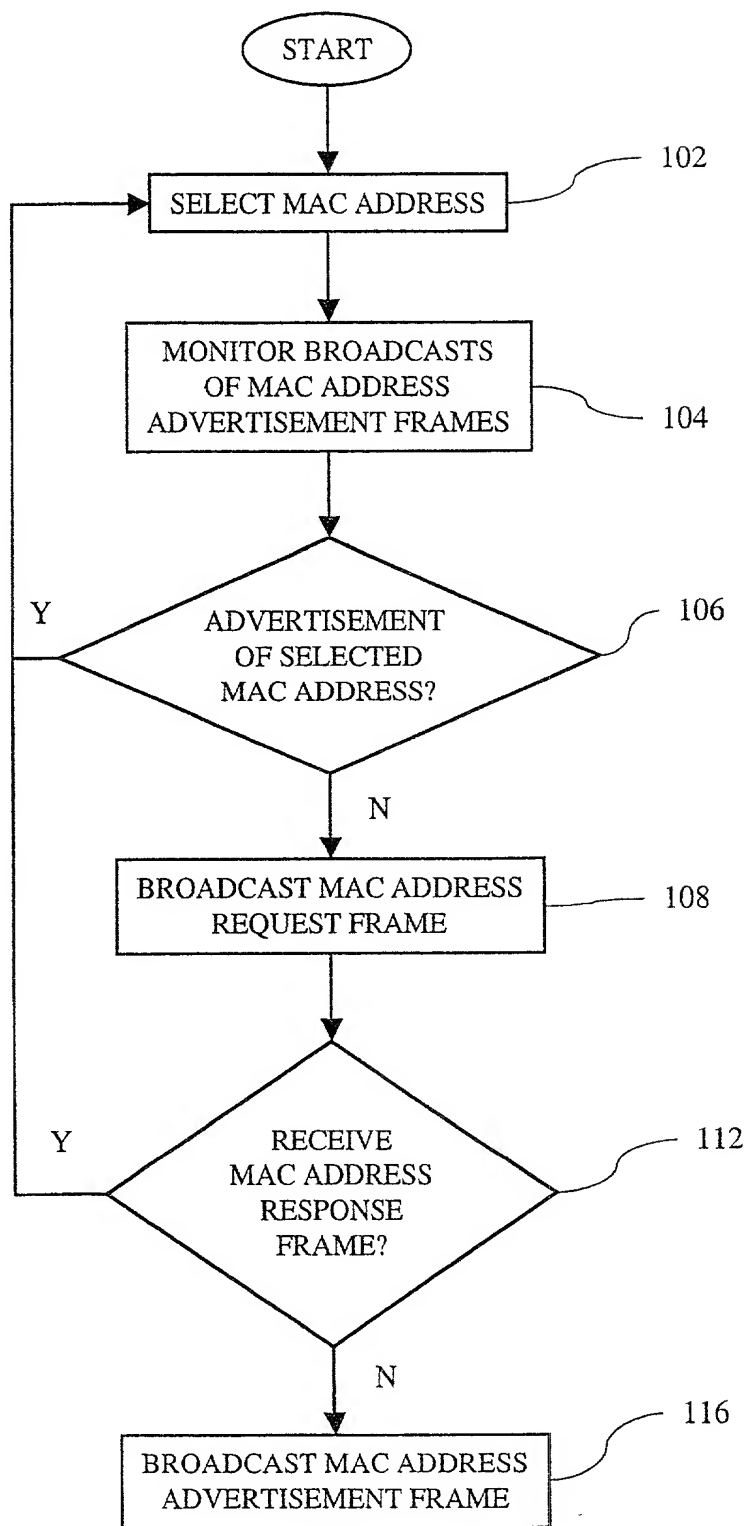 START
102
SELECT MAC ADDRESS
MONITOR BROADCASTS
OF MAC ADDRESS
ADVERTISEMENT FRAMES
104
Y
ADVERTISEMENT
OF SELECTED
MAC ADDRESS?
106
N
BROADCAST MAC ADDRESS
REQUEST FRAME
108
Y
RECEIVE
MAC ADDRESS
RESPONSE
FRAME?
112
N
116
BROADCAST MAC ADDRESS
ADVERTISEMENT FRAME